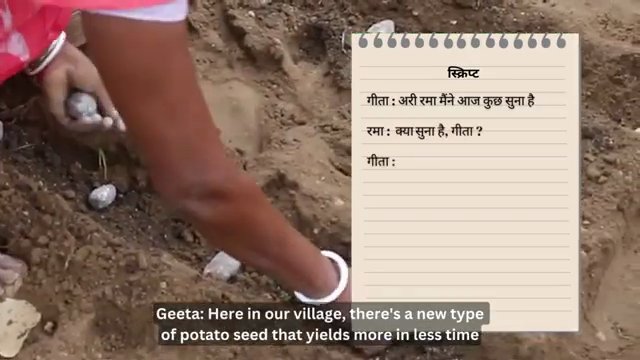 स्क्रिप्ट
गीता : अरी रमा मैंने आज कुछ सुना है
रमा : क्या सुना है, गीता ?
गीता :
Geeta: Here in our village, there's a new type
of potato seed that yields more in less time